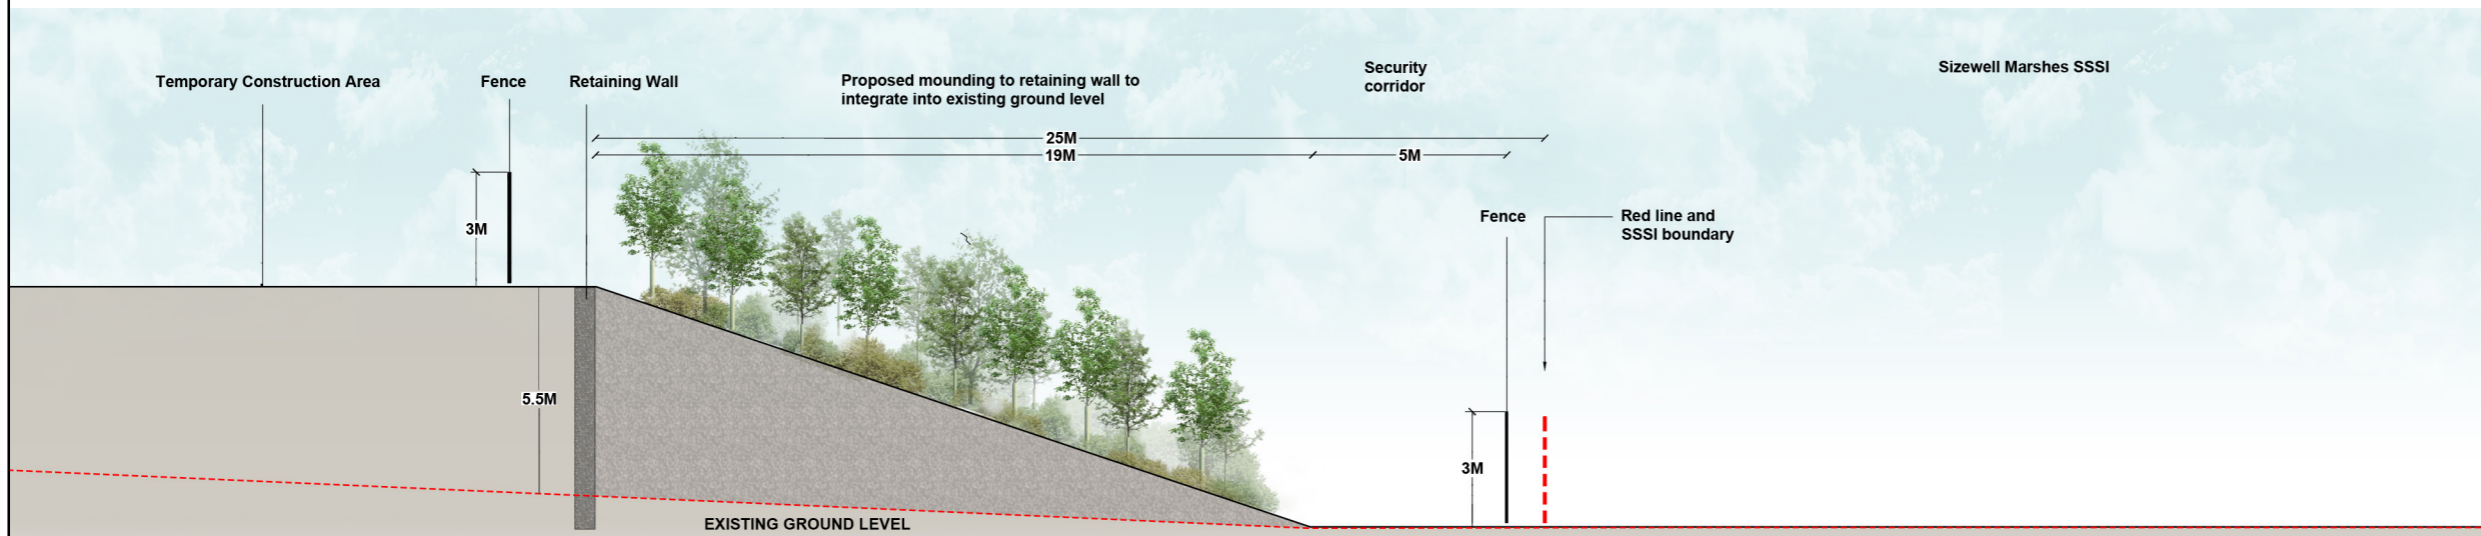 Temporary Construction Area
Fence
Retaining Wall
Proposed mounding to retaining wall to
integrate into existing ground level
Security
corridor
Sizewell Marshes SSSI
25M
19M
5M
3M
Fence
Red line and
SSSI boundary
5.5M
3M
EXISTING GROUND LEVEL